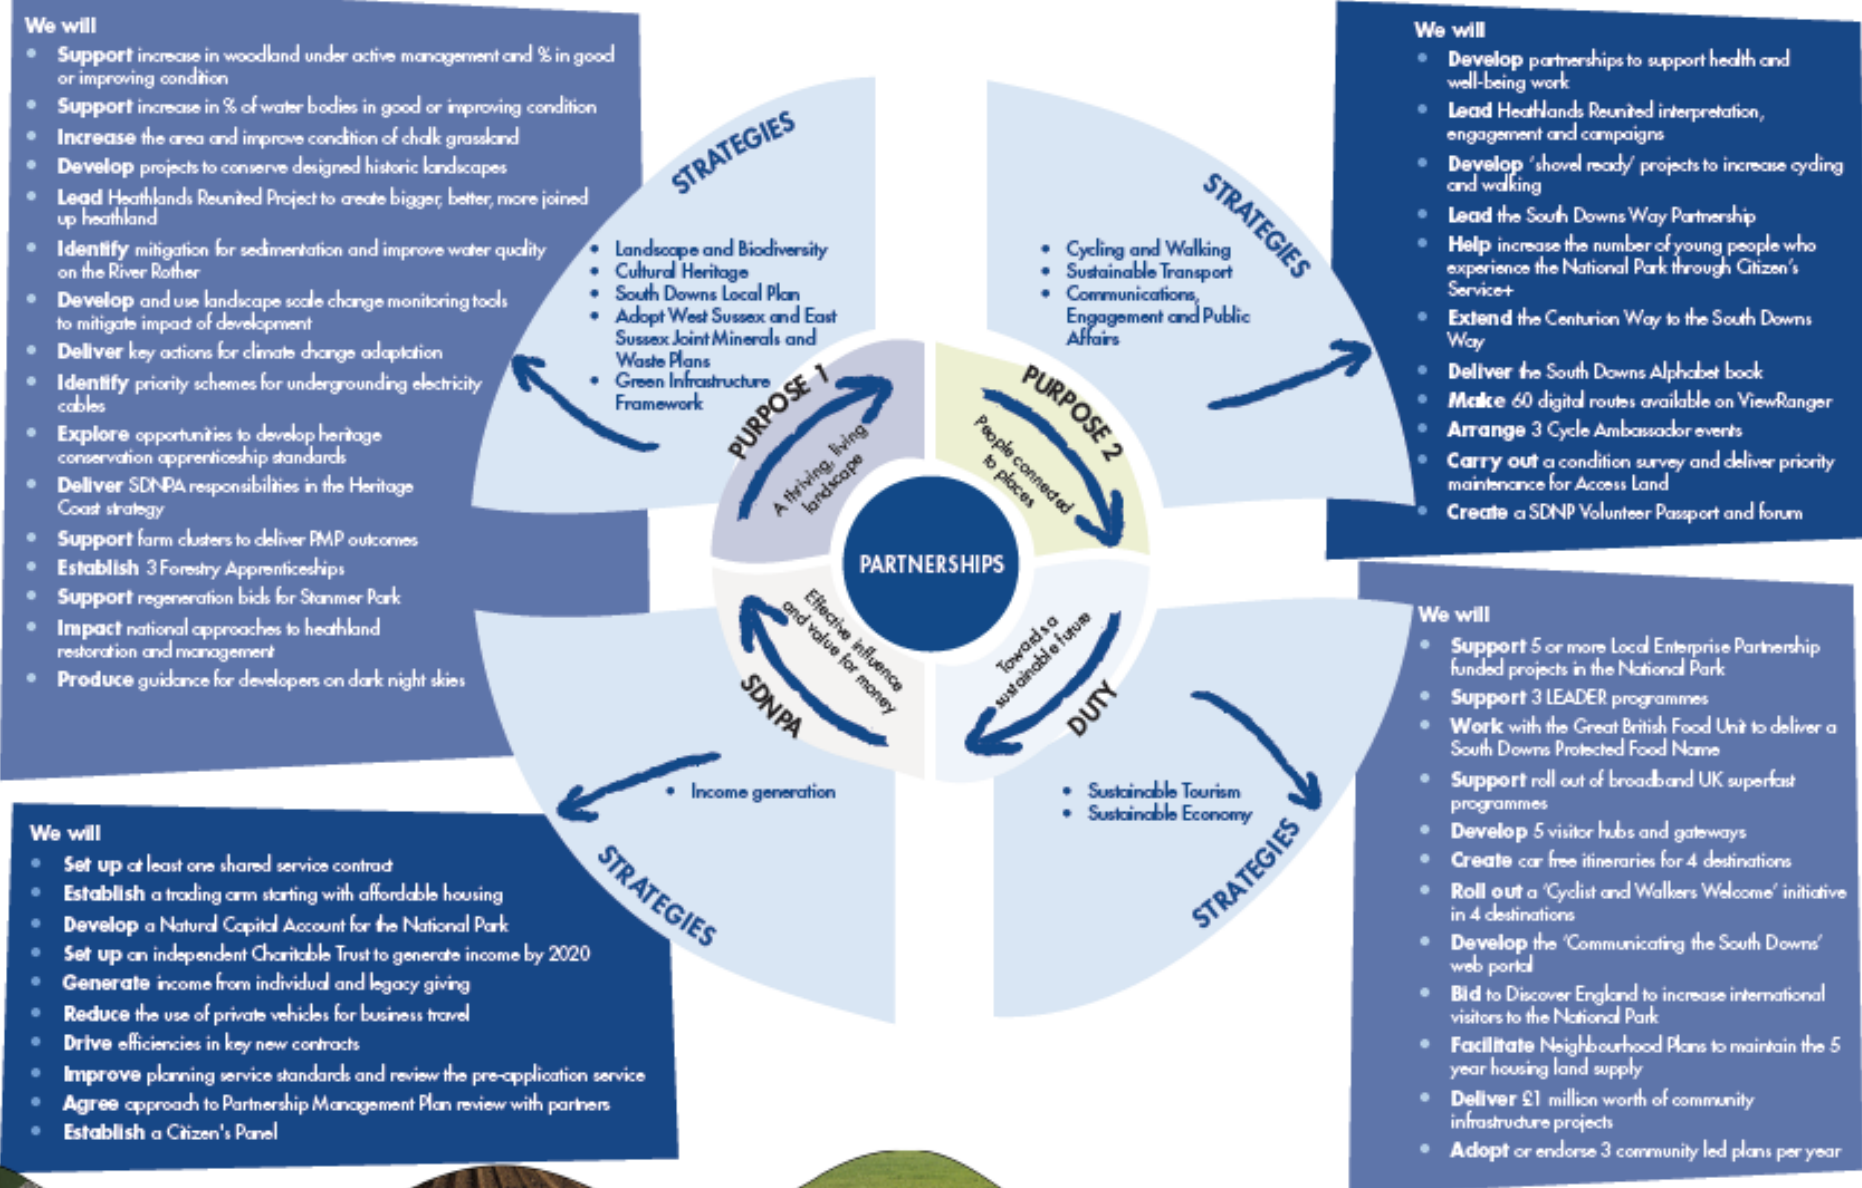 We will
• Support increase in woodland under active management and % in good
or improving condition
• Support increase in % of water bodies in good or improving condition
• Increase the area and improve condition of chalk grassland
• Develop projects to conserve designed historic landscapes
• Lead Heathlands Reunited Project to create bigger, better, more joined
up heathland
• Identify mitigation for sedimentation and improve water quality
on the River Rother
• Develop and use landscape scale change monitoring tools
to mitigate impact of development
• Deliver key actions for climate change adaptation
• Identify priority schemes for undergrounding electricity
cables
• Explore opportunities to develop heritage
conservation apprenticeship standards
• Deliver SDNPA responsibilities in the Heritage
Coast strategy
• Support farm clusters to deliver PMP outcomes
• Establish 3 Forestry Apprenticeships
• Support regeneration bids for Stanmer Park
• Impact national approaches to heathland
restoration and management
• Produce guidance for developers on dark night skies
STRATEGIES
• Landscape and Biodiversity
• Cultural Heritage
• South Downs Local Plan
• Adopt West Sussex and East
Sussex Joint Minerals and
Waste Plans
• Green Infrastructure
Framework
PURPOSE 1
A thriving, living
landscape
STRATEGIES
• Cycling and Walking
• Sustainable Transport
• Communications,
Engagement and Public
Affairs
PURPOSE 2
People connected
to places
PARTNERSHIPS
We will
• Develop partnerships to support health and
well-being work
• Lead Heathlands Reunited interpretation,
engagement and campaigns
• Develop ‘shovel ready’ projects to increase cycling
and walking
• Lead the South Downs Way Partnership
• Help increase the number of young people who
experience the National Park through Citizen’s
Service+
• Extend the Centurion Way to the South Downs
Way
• Deliver the South Downs Alphabet book
• Make 60 digital routes available on ViewRanger
• Arrange 3 Cycle Ambassador events
• Carry out a condition survey and deliver priority
maintenance for Access Land
• Create a SDNP Volunteer Passport and forum
Effective influence
and value for money
SDNPA
• Income generation
STRATEGIES
Towards a
sustainable future
DUTY
• Sustainable Tourism
• Sustainable Economy
STRATEGIES
We will
• Set up at least one shared service contract
• Establish a trading arm starting with affordable housing
• Develop a Natural Capital Account for the National Park
• Set up an independent Charitable Trust to generate income by 2020
• Generate income from individual and legacy giving
• Reduce the use of private vehicles for business travel
• Drive efficiencies in key new contracts
• Improve planning service standards and review the pre-application service
• Agree approach to Partnership Management Plan review with partners
• Establish a Citizen's Panel
We will
• Support 5 or more Local Enterprise Partnership
funded projects in the National Park
• Support 3 LEADER programmes
• Work with the Great British Food Unit to deliver a
South Downs Protected Food Name
• Support roll out of broadband UK superfast
programmes
• Develop 5 visitor hubs and gateways
• Create car free itineraries for 4 destinations
• Roll out a ‘Cyclist and Walkers Welcome’ initiative
in 4 destinations
• Develop the ‘Communicating the South Downs’
web portal
• Bid to Discover England to increase international
visitors to the National Park
• Facilitate Neighbourhood Plans to maintain the 5
year housing land supply
• Deliver £1 million worth of community
infrastructure projects
• Adopt or endorse 3 community led plans per year